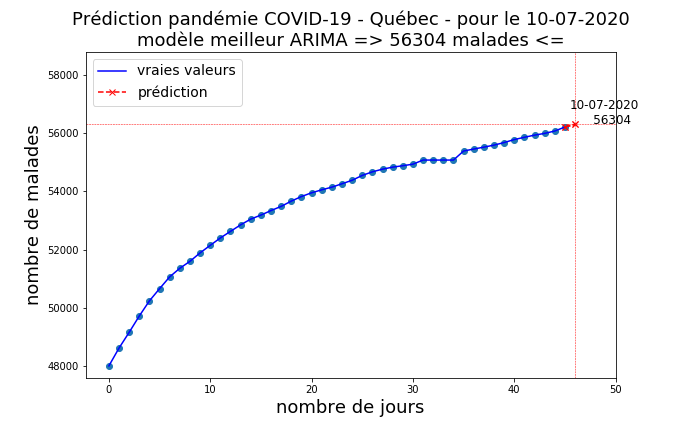 Prédiction pandémie COVID-19 - Québec - pour le 10-07-2020
modèle meilleur ARIMA => 56304 malades <=
vraies valeurs
prédiction
10-07-2020
56304
nombre de malades
58000
56000
54000
52000
50000
48000
0 10 20 30 40 50
nombre de jours